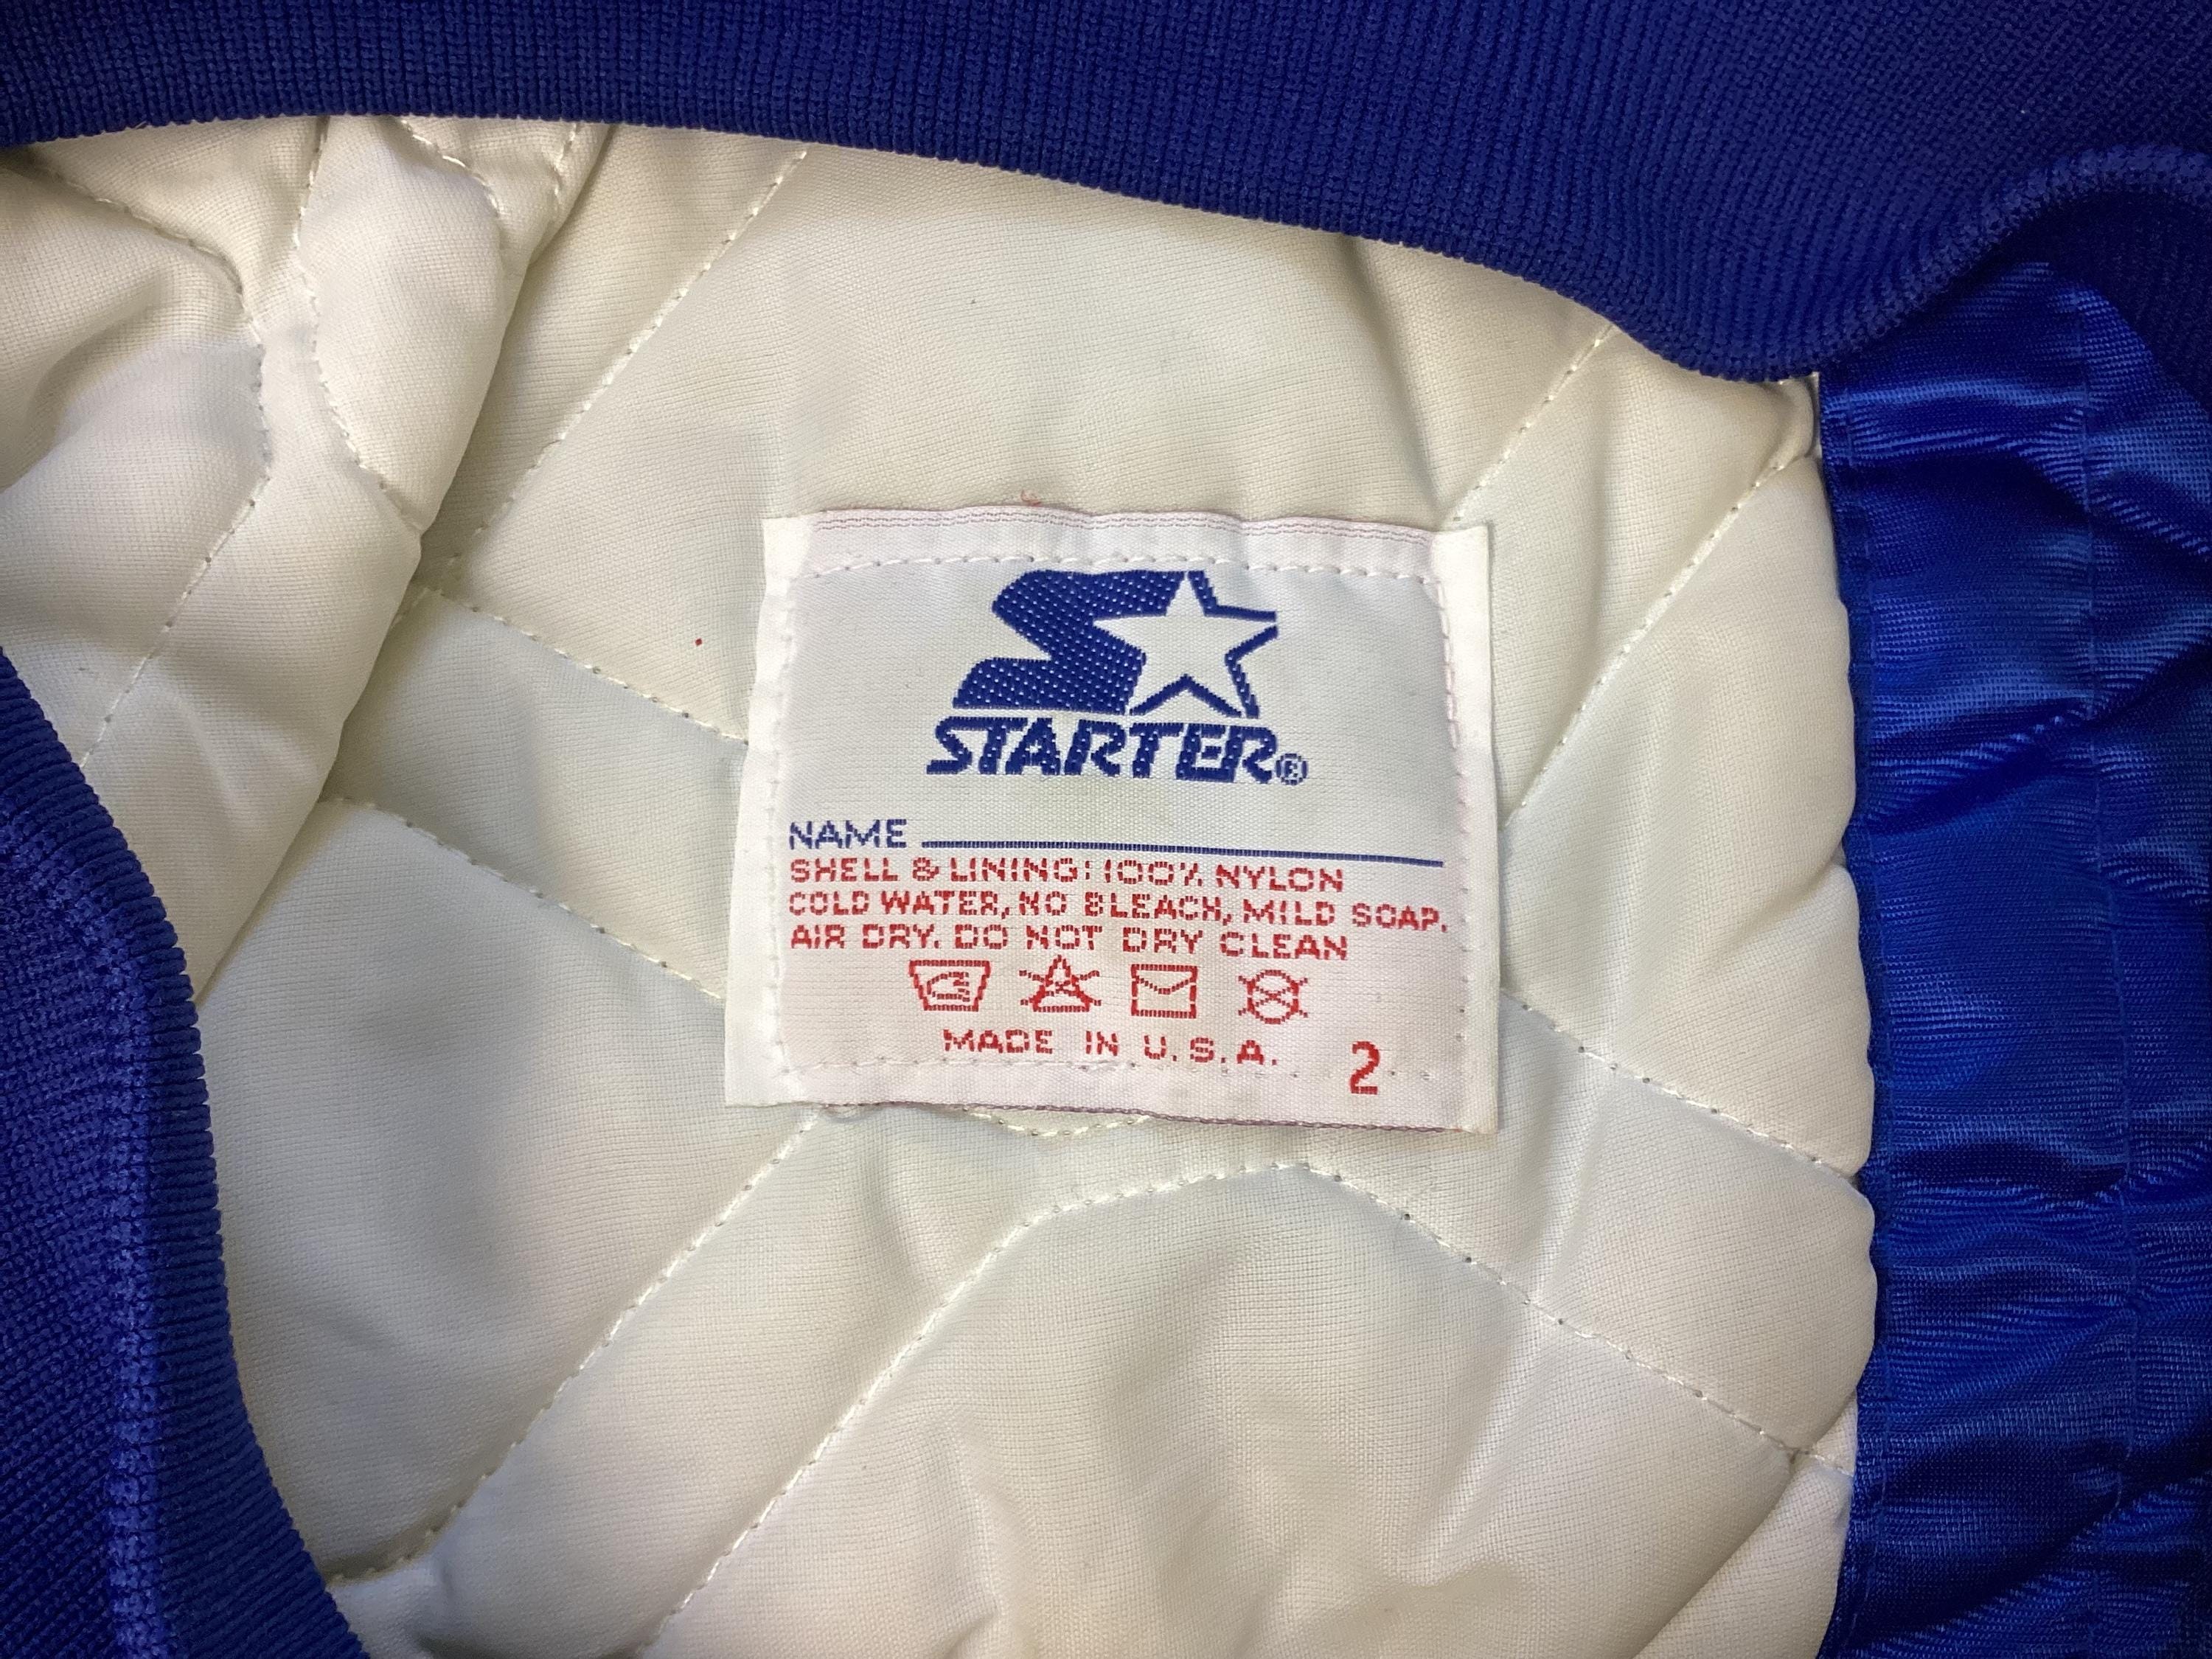 STARTER®
NAME
SHELL & LINING: 100% NYLON
COLD WATER, NO BLEACH, MILD SOAP.
AIR DRY. DO NOT DRY CLEAN
MADE IN U.S.A. 2